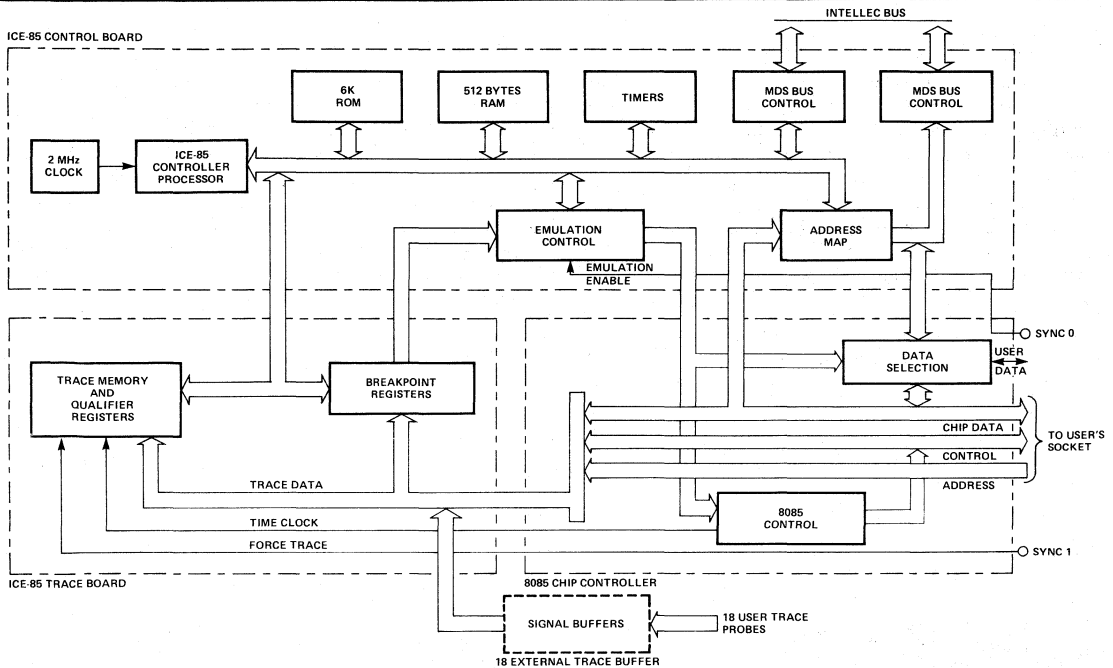 INTELLEC BUS
ICE-85 CONTROL BOARD
6K
ROM
512 BYTES
RAM
TIMERS
MDS BUS
CONTROL
MDS BUS
CONTROL
2 MHz
CLOCK
ICE-85
CONTROLLER
PROCESSOR
EMULATION
CONTROL
ADDRESS
MAP
EMULATION
ENABLE
SYNC 0
TRACE MEMORY
AND
QUALIFIER
REGISTERS
BREAKPOINT
REGISTERS
DATA
SELECTION
USER
DATA
CHIP DATA
CONTROL
ADDRESS
TO USER'S
SOCKET
TRACE DATA
TIME CLOCK
FORCE TRACE
8085
CONTROL
SYNC 1
ICE-85 TRACE BOARD
8085 CHIP CONTROLLER
SIGNAL BUFFERS
18 USER TRACE
PROBES
18 EXTERNAL TRACE BUFFER